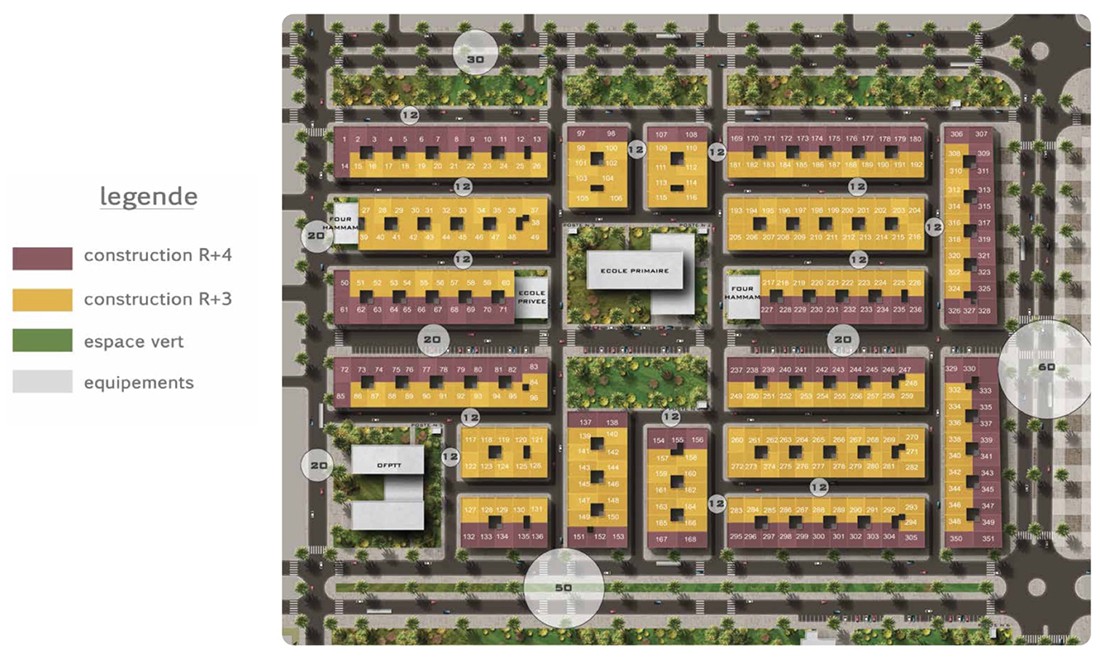 legende
construction R+4
construction R+3
espace vert
equipements
30
12
1 2 3 4 5 6 7 8 9 10 11 12 13
14 15 16 17 18 19 20 21 22 23 24 25 26
97 98
99 100
101 102
103 104
105 106
12
107 108
109 110
111 112
113 114
115 116
12
169 170 171 172 173 174 175 176 177 178 179 180
181 182 183 184 185 186 187 188 189 190 191 192
306 307
308 309
310 311
312 313
314 315
316 317
318 319
320 321
322 323
324 325
326 327 328
12
12
20
FOUR
HAMMAM
27 28 29 30 31 32 33 34 35 36 37
38
39 40 41 42 43 44 45 46 47 48 49
193 194 195 196 197 198 199 200 201 202 203 204
205 206 207 208 209 210 211 212 213 214 215 216
12
12
12
ECOLE PRIMAIRE
50 51 52 53 54 55 56 57 58 59 60
61 62 63 64 65 66 67 68 69 70 71
ECOLE
PRIVEE
FOUR
HAMMAM
217 218 219 220 221 222 223 224 225 226
227 228 229 230 231 232 233 234 235 236
20
20
60
72 73 74 75 76 77 78 79 80 81 82 83
84
85 86 87 88 89 90 91 92 93 94 95 96
237 238 239 240 241 242 243 244 245 246 247
248
249 250 251 252 253 254 255 256 257 258 259
329 330
332 333
334 335
336 337
338 339
340 341
342 343
344 345
346 347
348 349
350 351
12
12
20
OFPTT
12
117 118 119 120 121
122 123 124 125 126
137 138
139 140
141 142
143 144
145 146
147 148
149 150
151 152 153
154 155 156
157 158
159 160
161 162
163 164
165 166
167 168
260 261 262 263 264 265 266 267 268 269 270
271
272 273 274 275 276 277 278 279 280 281 282
12
12
127 128 129 130 131
132 133 134 135 136
283 284 285 286 287 288 289 290 291 292 293
294
295 296 297 298 299 300 301 302 303 304 305
50